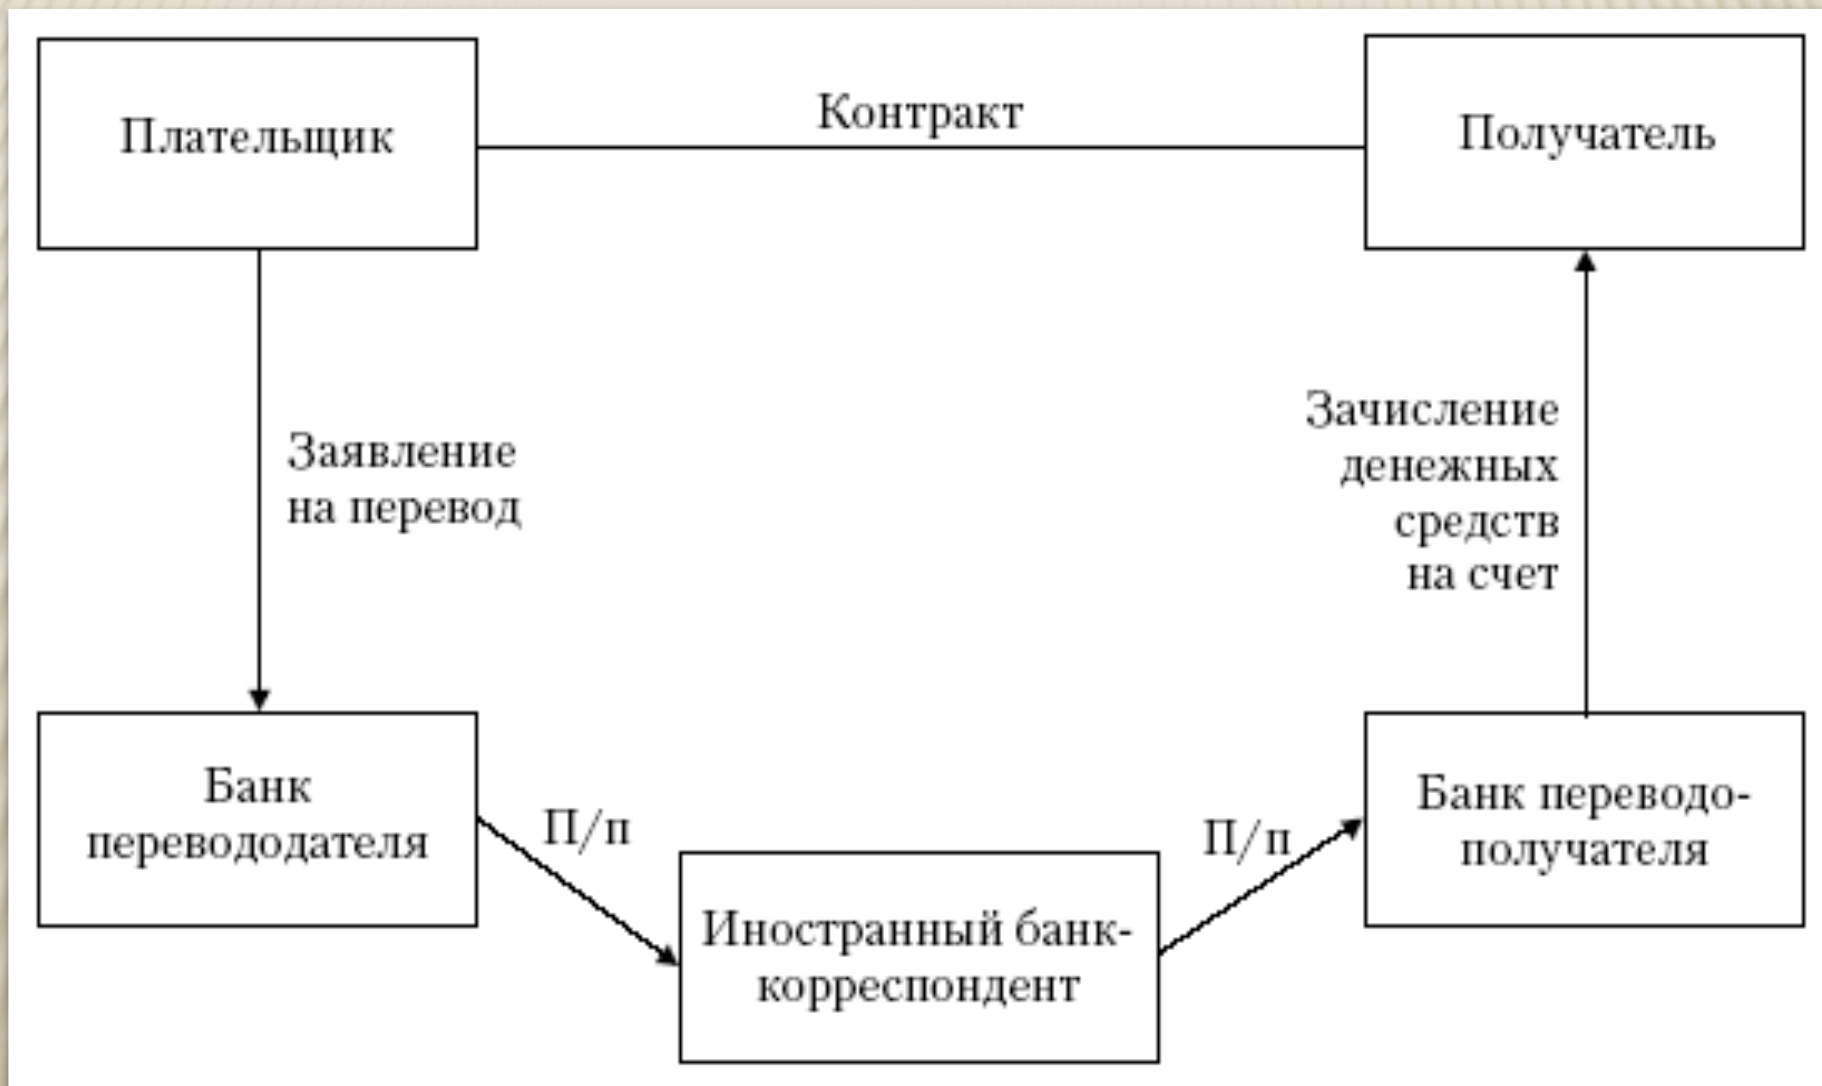 Плательщик
Контракт
Получатель
Заявление
на перевод
Зачисление
денежных
средств
на счет
Банк
перевододателя
П/п
Иностранный банк-
корреспондент
П/п
Банк переводо-
получателя